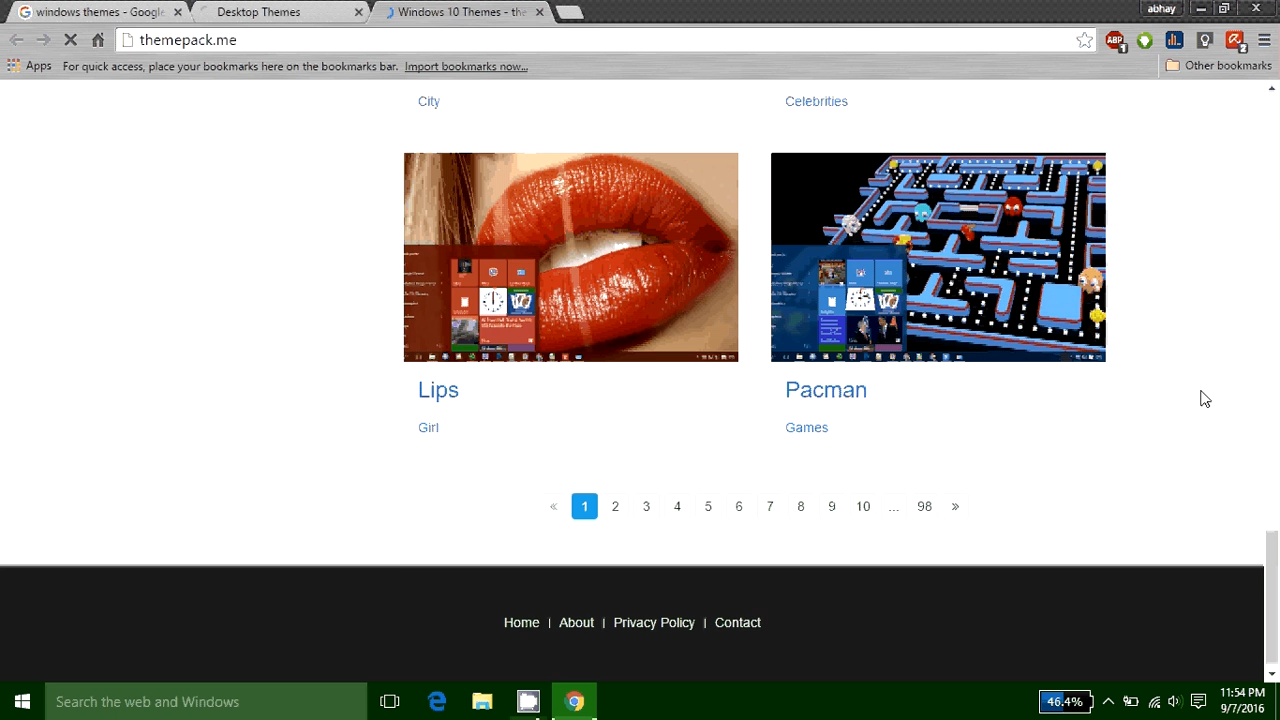 windows themes - Google
Desktop Themes
Windows 10 Themes - the
abhay
themepack.me
ABP
1
2
Apps
For quick access, place your bookmarks here on the bookmarks bar. Import bookmarks now...
Other bookmarks
City
Celebrities
Lips
Pacman
Girl
Games
« 1 2 3 4 5 6 7 8 9 10 ... 98 »
Home | About | Privacy Policy | Contact
Search the web and Windows
46.4%
11:54 PM
9/7/2016